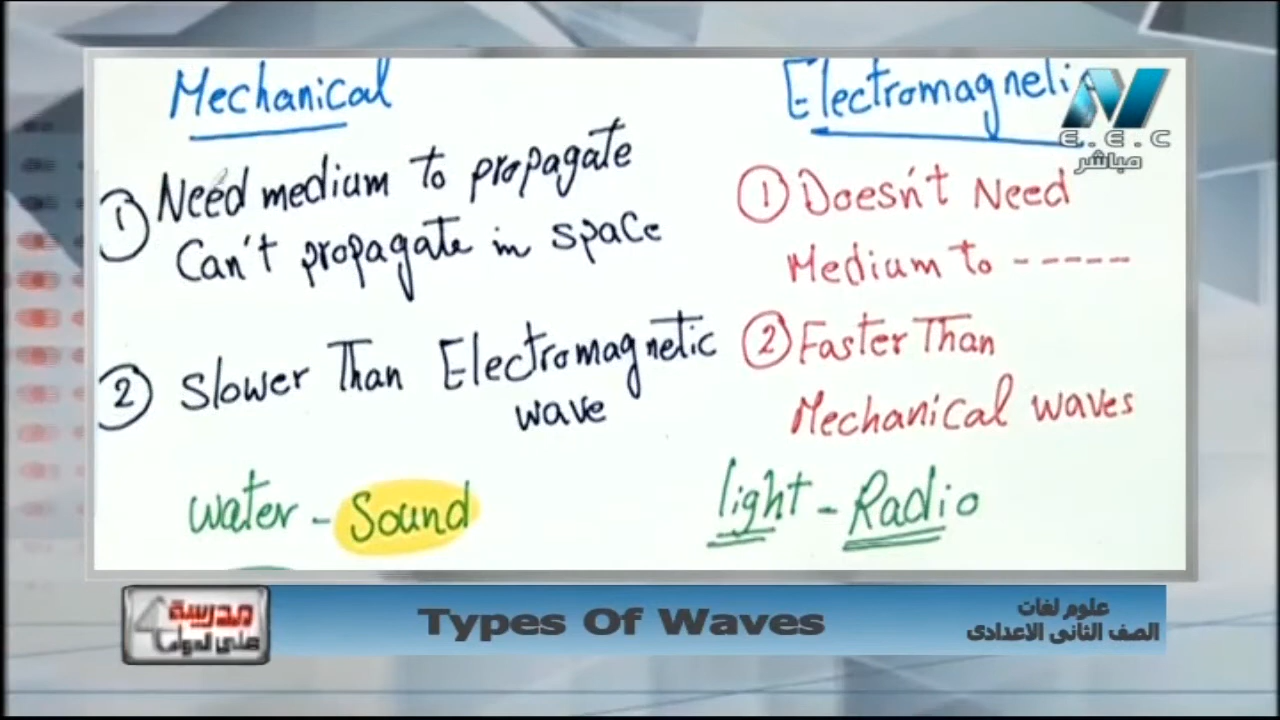 Mechanical
① Need medium to propagate
Can't propagate in space
② Slower Than Electromagnetic
wave
water - Sound
Electromagnetic
① Doesn't Need
Medium to -----
② Faster Than
Mechanical waves
light - Radio
E.E.C
مباشر
مدرسة
على الهواء
Types Of Waves
علوم لغات
الصف الثانى الاعدادى